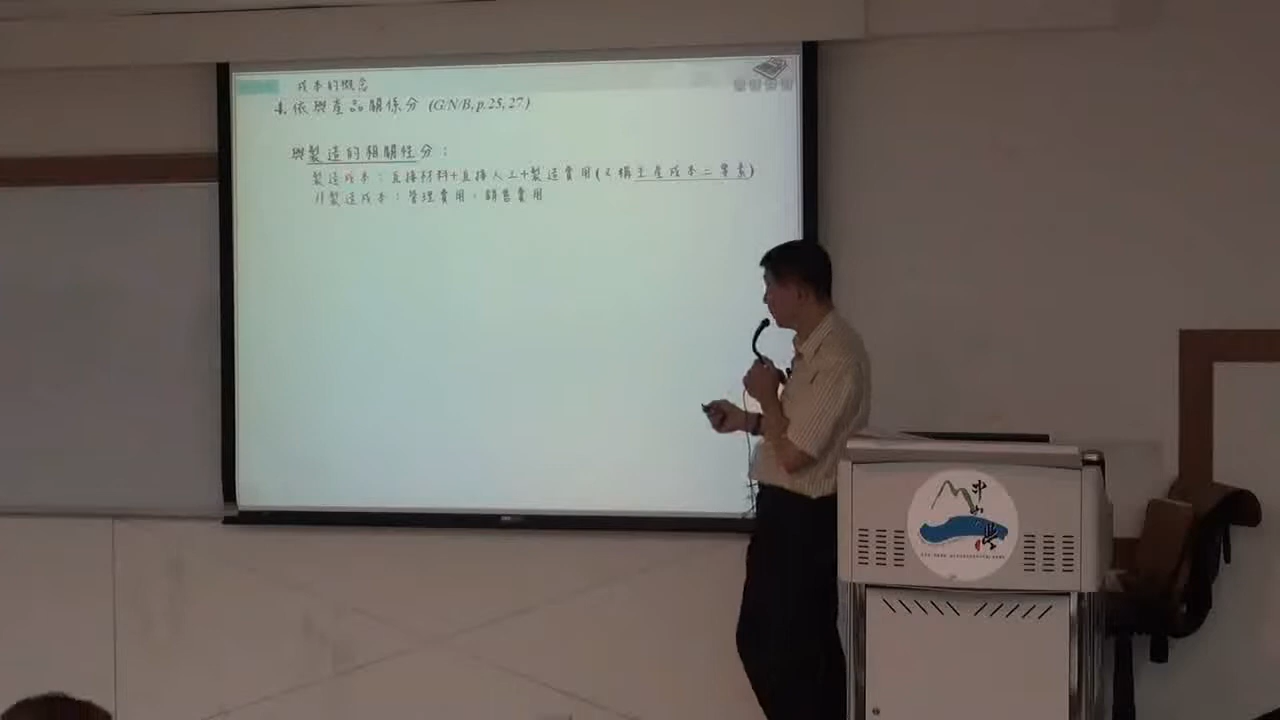 成本的概念
4. 依與產品關係分 (G/N/B, p.25, 27)
與製造的相關性分：
製造成本：直接材料+直接人工+製造費用(又稱生產成本三要素)
非製造成本：管理費用、銷售費用
中山